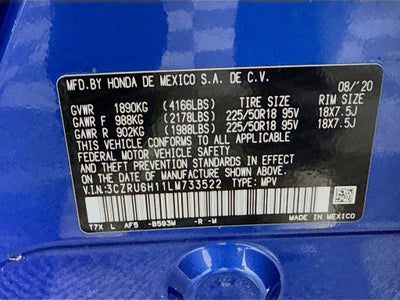 MFD.BY HONDA DE MEXICO S.A. DE C.V.
08/'20
GVWR 1890KG (4166LBS) TIRE SIZE RIM SIZE
GAWR F 988KG (2178LBS) 225/50R18 95V 18X7.5J
GAWR R 902KG (1988LBS) 225/50R18 95V 18X7.5J
THIS VEHICLE CONFORMS TO ALL APPLICABLE
FEDERAL MOTOR VEHICLE SAFETY STANDARDS IN
EFFECT ON THE DATE OF MANUFACTURE SHOWN ABOVE.
V.I.N:3CZRU6H11LM733522 TYPE: MPV
T7X L AF5 -B593M -R -M
MADE IN MEXICO